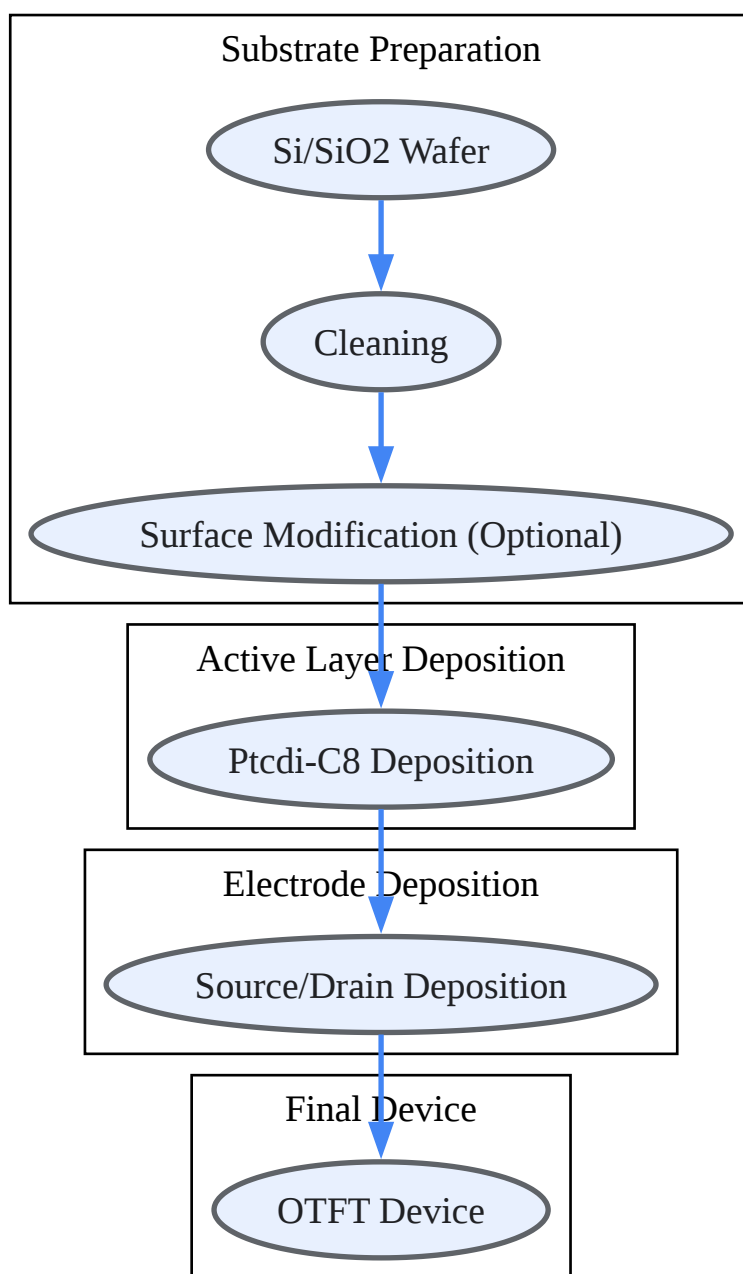 Substrate Preparation
Si/SiO2 Wafer
Cleaning
Surface Modification (Optional)
Active Layer Deposition
Ptcdi-C8 Deposition
Electrode Deposition
Source/Drain Deposition
Final Device
OTFT Device